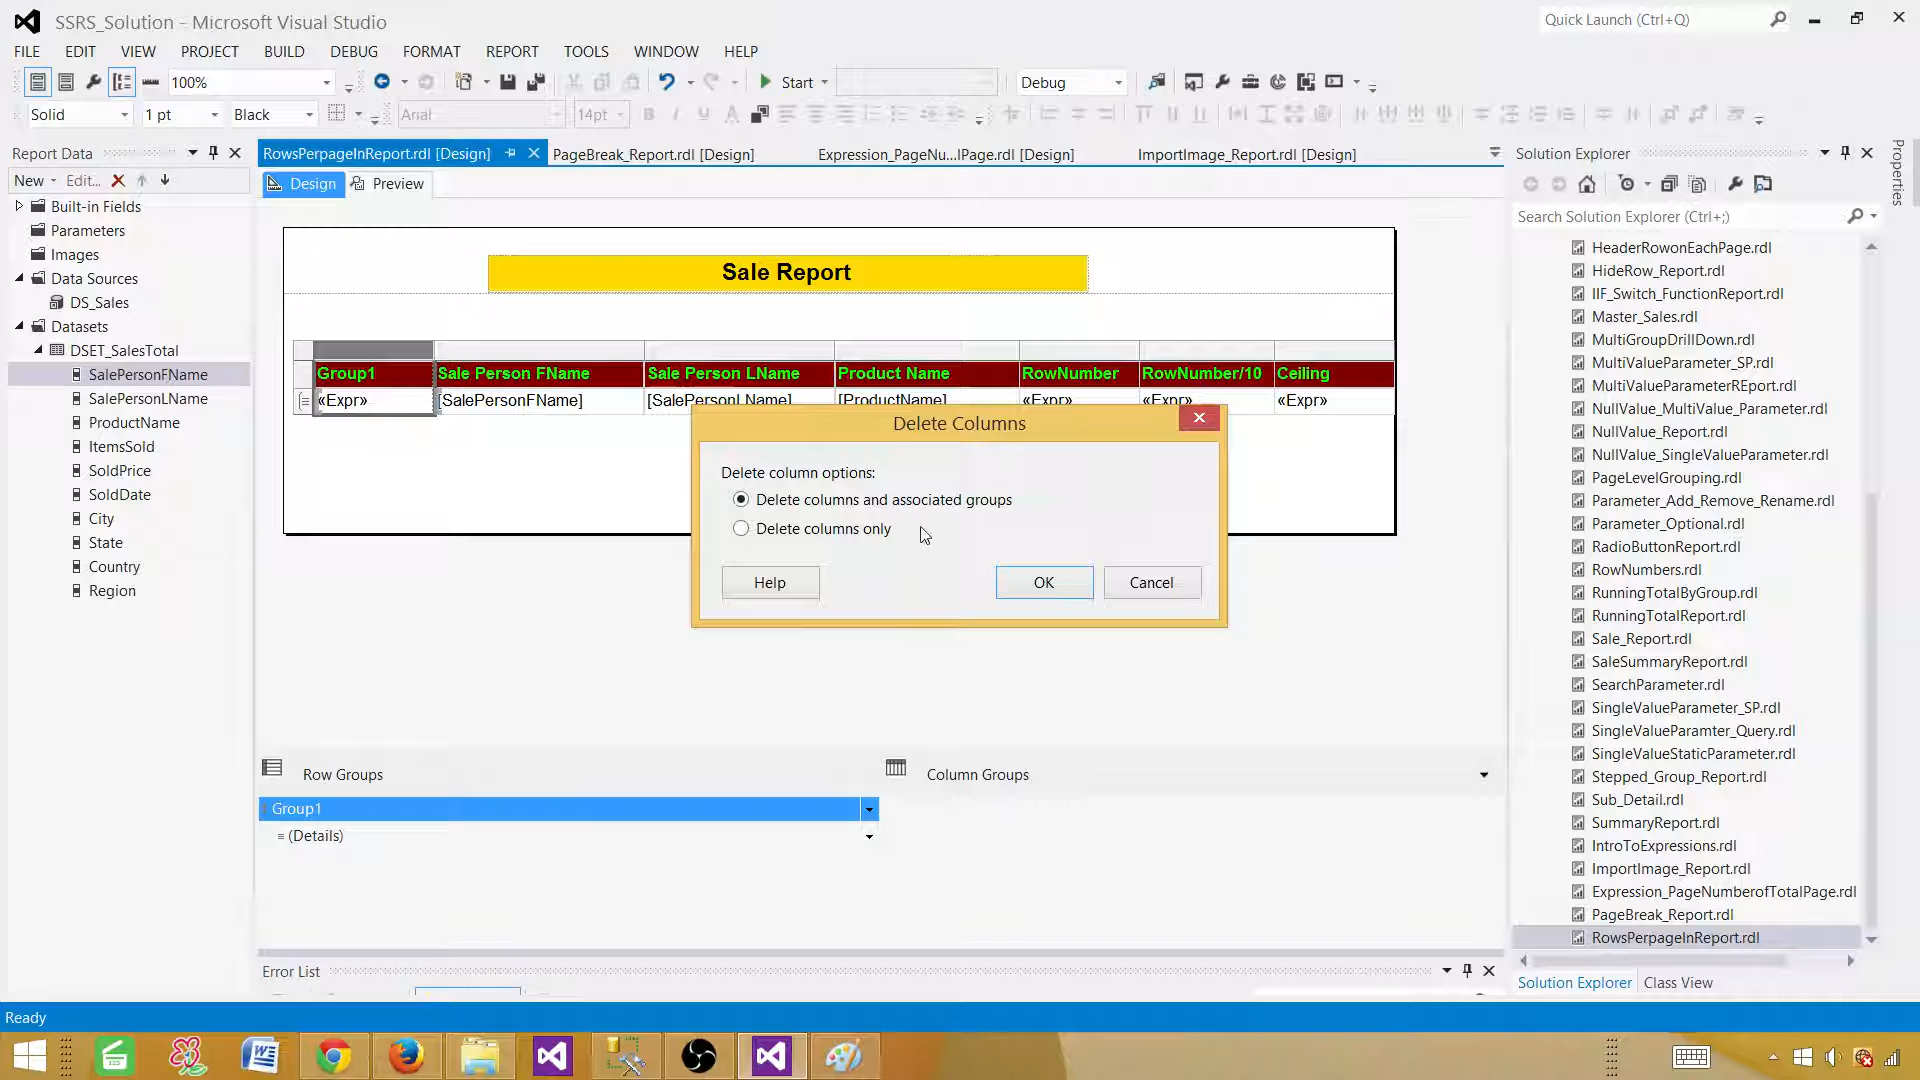 SSRS_Solution - Microsoft Visual Studio
Quick Launch (Ctrl+Q)
FILE EDIT VIEW PROJECT BUILD DEBUG FORMAT REPORT TOOLS WINDOW HELP
100% Start Debug
Solid 1 pt Black Arial 14pt B I U A
Report Data
RowsPerpageInReport.rdl [Design] PageBreak_Report.rdl [Design] Expression_PageNu...lPage.rdl [Design] ImportImage_Report.rdl [Design]
Solution Explorer
Properties
New Edit...
Design Preview
Search Solution Explorer (Ctrl+;)
Built-in Fields
Parameters
Images
Data Sources
DS_Sales
Datasets
DSET_SalesTotal
SalePersonFName
SalePersonLName
ProductName
ItemsSold
SoldPrice
SoldDate
City
State
Country
Region
Sale Report
Group1 Sale Person FName Sale Person LName Product Name RowNumber RowNumber/10 Ceiling
«Expr» [SalePersonFName] [SalePersonLName] [ProductName] «Expr» «Expr» «Expr»
Delete Columns
Delete column options:
Delete columns and associated groups
Delete columns only
Help OK Cancel
Row Groups
Column Groups
Group1
(Details)
HeaderRowonEachPage.rdl
HideRow_Report.rdl
IIF_Switch_FunctionReport.rdl
Master_Sales.rdl
MultiGroupDrillDown.rdl
MultiValueParameter_SP.rdl
MultiValueParameterREport.rdl
NullValue_MultiValue_Parameter.rdl
NullValue_Report.rdl
NullValue_SingleValueParameter.rdl
PageLevelGrouping.rdl
Parameter_Add_Remove_Rename.rdl
Parameter_Optional.rdl
RadioButtonReport.rdl
RowNumbers.rdl
RunningTotalByGroup.rdl
RunningTotalReport.rdl
Sale_Report.rdl
SaleSummaryReport.rdl
SearchParameter.rdl
SingleValueParameter_SP.rdl
SingleValueParamter_Query.rdl
SingleValueStaticParameter.rdl
Stepped_Group_Report.rdl
Sub_Detail.rdl
SummaryReport.rdl
IntroToExpressions.rdl
ImportImage_Report.rdl
Expression_PageNumberofTotalPage.rdl
PageBreak_Report.rdl
RowsPerpageInReport.rdl
Error List
Solution Explorer Class View
Ready